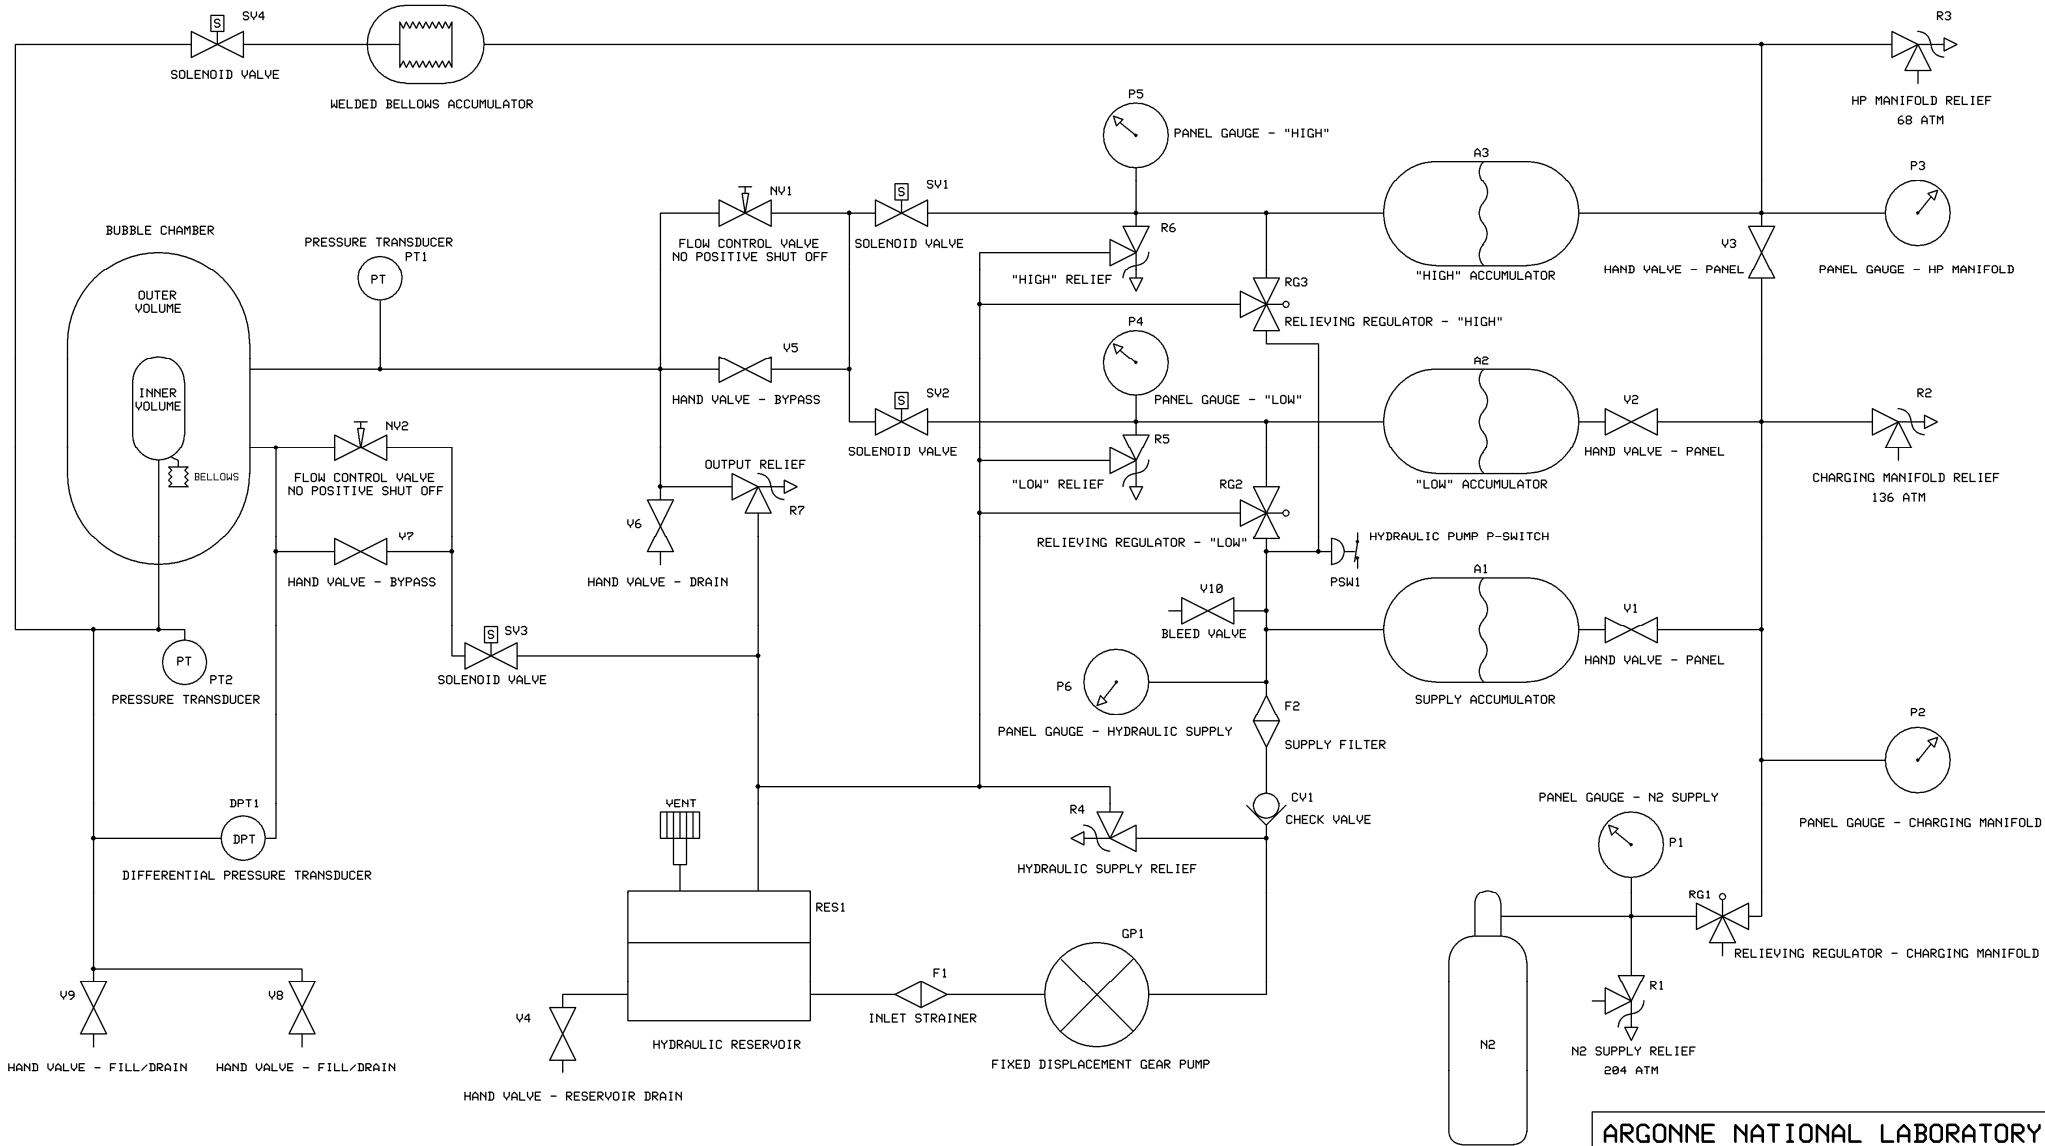 SV4
S
SOLENOID VALVE
WELDED BELLOWS ACCUMULATOR
R3
HP MANIFOLD RELIEF
68 ATM
P5
PANEL GAUGE - "HIGH"
A3
"HIGH" ACCUMULATOR
P3
PANEL GAUGE - HP MANIFOLD
V3
HAND VALVE - PANEL
NV1
FLOW CONTROL VALVE
NO POSITIVE SHUT OFF
SV1
S
SOLENOID VALVE
R6
"HIGH" RELIEF
RG3
RELIEVING REGULATOR - "HIGH"
BUBBLE CHAMBER
OUTER
VOLUME
INNER
VOLUME
BELLOWS
PRESSURE TRANSDUCER
PT1
PT
V5
HAND VALVE - BYPASS
SV2
S
SOLENOID VALVE
P4
PANEL GAUGE - "LOW"
R5
"LOW" RELIEF
RG2
RELIEVING REGULATOR - "LOW"
A2
"LOW" ACCUMULATOR
V2
HAND VALVE - PANEL
R2
CHARGING MANIFOLD RELIEF
136 ATM
NV2
FLOW CONTROL VALVE
NO POSITIVE SHUT OFF
V7
HAND VALVE - BYPASS
OUTPUT RELIEF
R7
V6
HAND VALVE - DRAIN
HYDRAULIC PUMP P-SWITCH
PSW1
V10
BLEED VALVE
A1
SUPPLY ACCUMULATOR
V1
HAND VALVE - PANEL
SV3
S
SOLENOID VALVE
PT
PT2
PRESSURE TRANSDUCER
P6
PANEL GAUGE - HYDRAULIC SUPPLY
F2
SUPPLY FILTER
P2
PANEL GAUGE - CHARGING MANIFOLD
DPT1
DPT
DIFFERENTIAL PRESSURE TRANSDUCER
VENT
R4
HYDRAULIC SUPPLY RELIEF
CV1
CHECK VALVE
PANEL GAUGE - N2 SUPPLY
P1
RG1
RELIEVING REGULATOR - CHARGING MANIFOLD
RES1
HYDRAULIC RESERVOIR
F1
INLET STRAINER
GP1
FIXED DISPLACEMENT GEAR PUMP
N2
R1
N2 SUPPLY RELIEF
204 ATM
V9
HAND VALVE - FILL/DRAIN
V8
HAND VALVE - FILL/DRAIN
V4
HAND VALVE - RESERVOIR DRAIN
ARGONNE NATIONAL LABORATORY